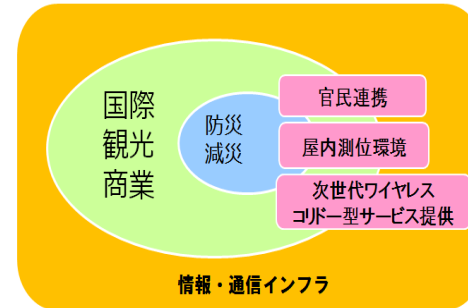 国際
観光
商業
防災
減災
官民連携
屋内測位環境
次世代ワイヤレス
コリドー型サービス提供
情報・通信インフラ